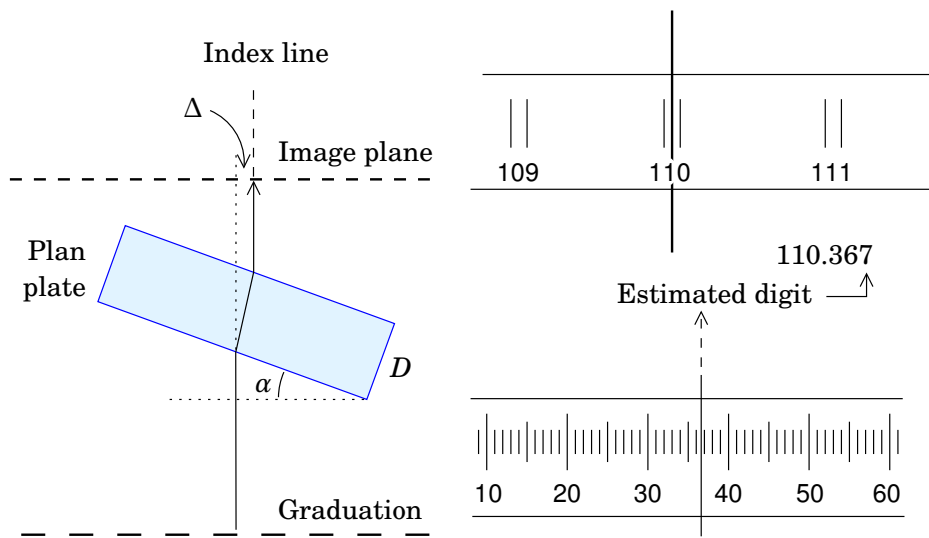 Index line
Δ
Image plane
Plan
plate
D
α
Graduation
109 110 111
110.367
Estimated digit
10 20 30 40 50 60